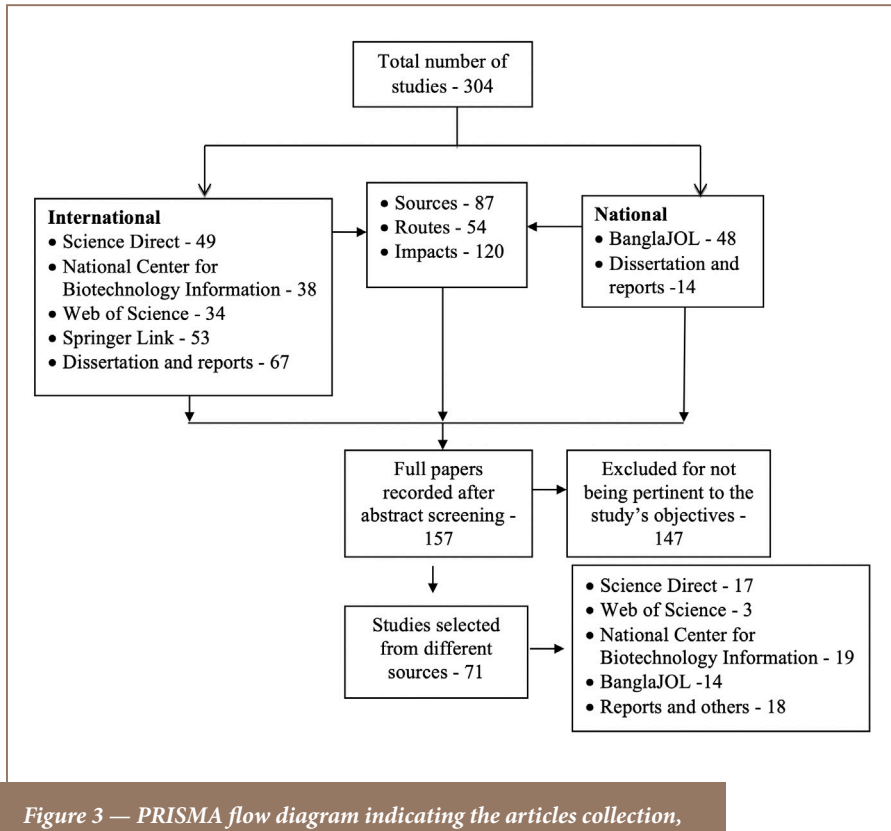 Total number of
studies - 304
International
• Science Direct - 49
• National Center for
Biotechnology Information - 38
• Web of Science - 34
• Springer Link - 53
• Dissertation and reports - 67
• Sources - 87
• Routes - 54
• Impacts - 120
National
• BanglaJOL - 48
• Dissertation and
reports -14
Full papers
recorded after
abstract screening -
157
Excluded for not
being pertinent to the
study’s objectives -
147
Studies selected
from different
sources - 71
• Science Direct - 17
• Web of Science - 3
• National Center for
Biotechnology Information - 19
• BanglaJOL -14
• Reports and others - 18
Figure 3 — PRISMA flow diagram indicating the articles collection,